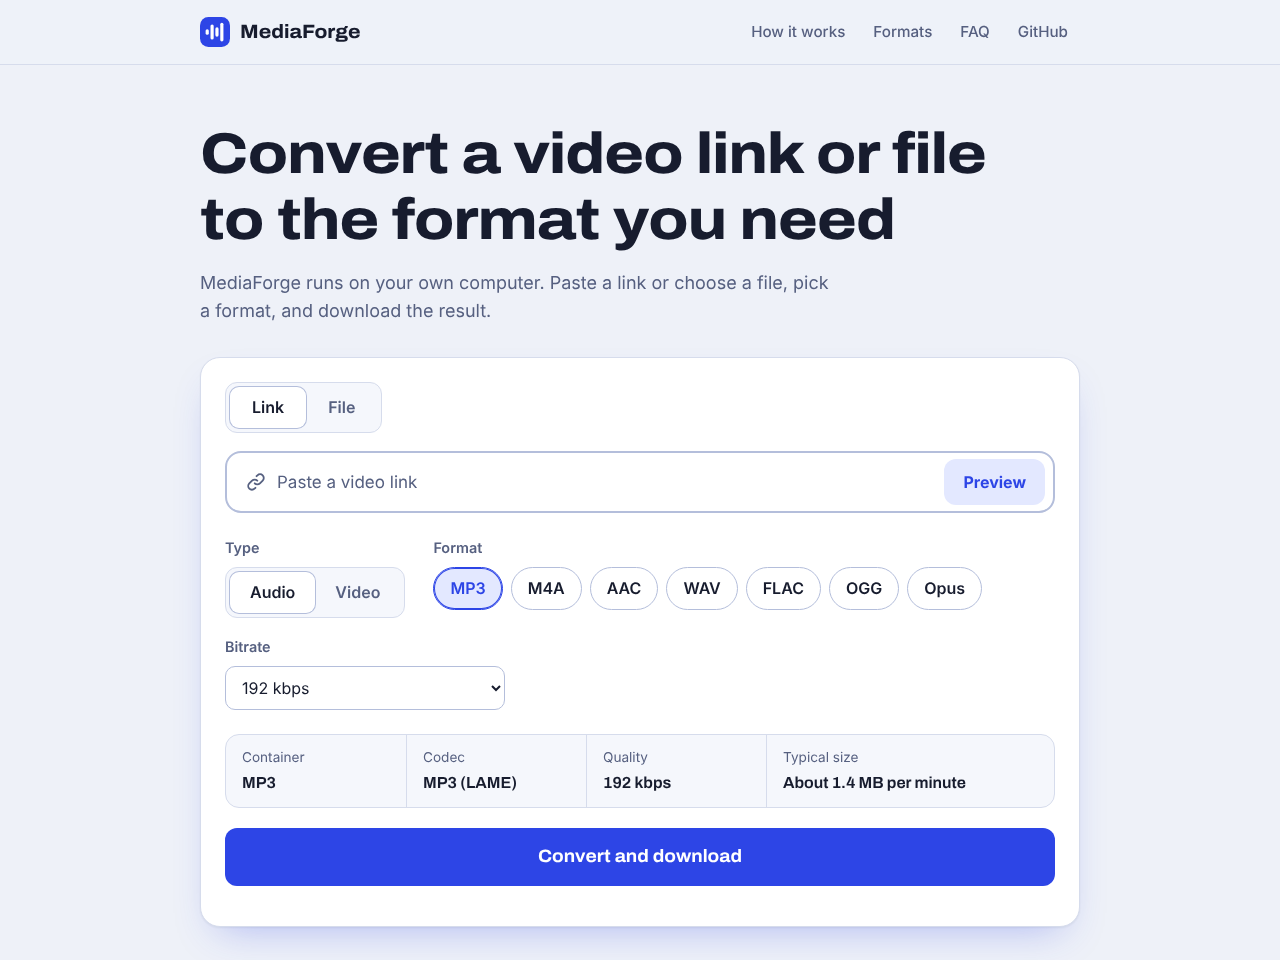 MediaForge
How it works
Formats
FAQ
GitHub
Convert a video link or file
to the format you need
MediaForge runs on your own computer. Paste a link or choose a file, pick
a format, and download the result.
Link
File
Paste a video link
Preview
Type
Format
Audio
Video
MP3
M4A
AAC
WAV
FLAC
OGG
Opus
Bitrate
192 kbps
Container
MP3
Codec
MP3 (LAME)
Quality
192 kbps
Typical size
About 1.4 MB per minute
Convert and download